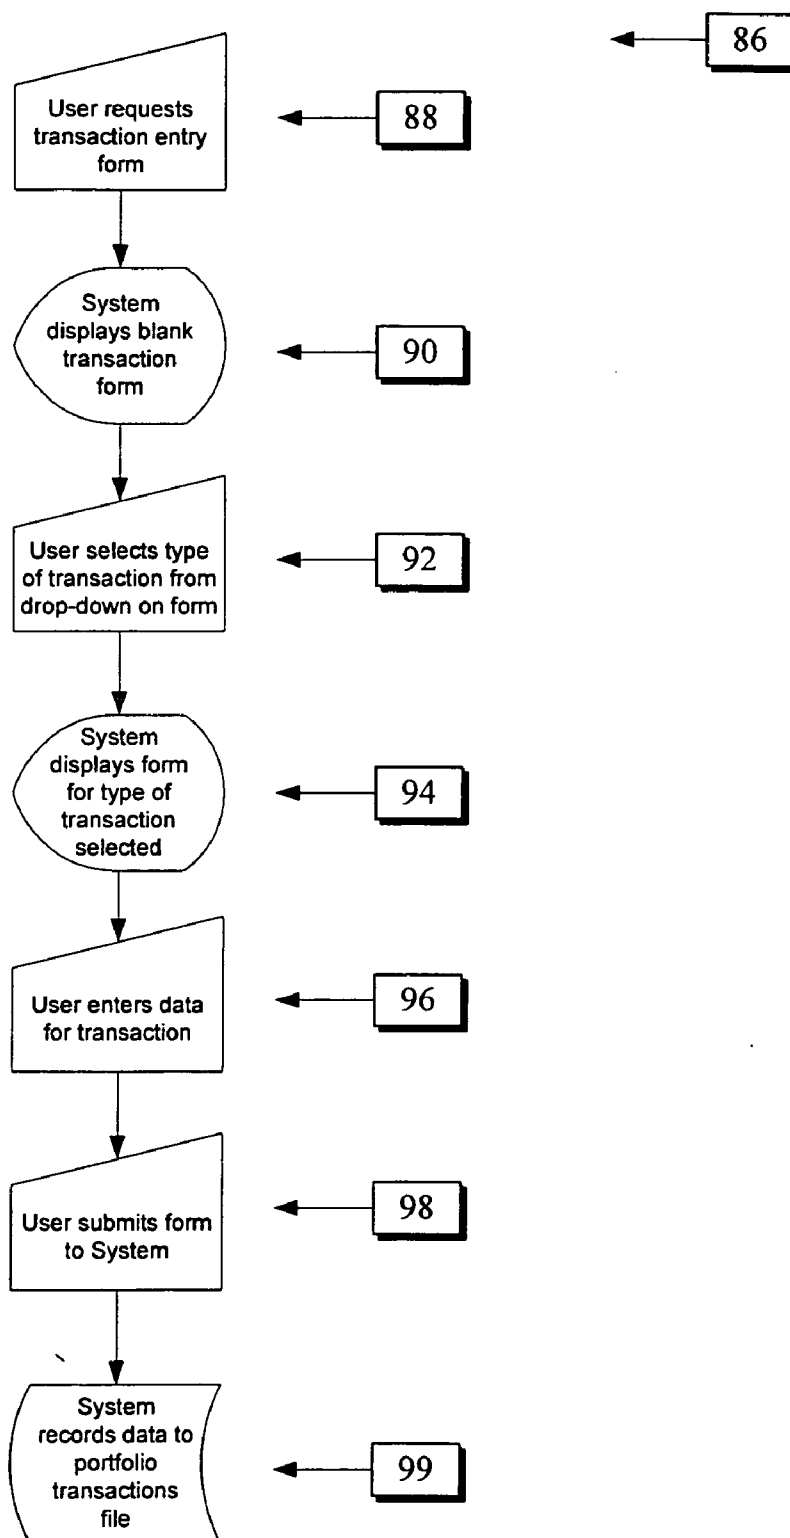 86
User requests
transaction entry
form
88
System
displays blank
transaction
form
90
User selects type
of transaction from
drop-down on form
92
System
displays form
for type of
transaction
selected
94
User enters data
for transaction
96
User submits form
to System
98
System
records data to
portfolio
transactions
file
99